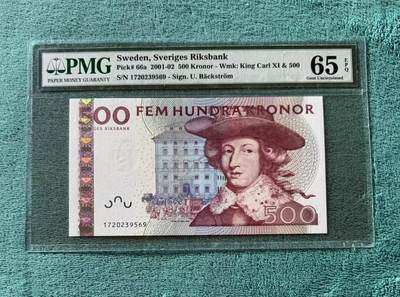 PMG
PAPER MONEY GUARANTY
Sweden, Sveriges Riksbank
Pick# 66a 2001-02 500 Kronor - Wmk: King Carl XI & 500
S/N 1720239569 - Sign. U. Bäckström
65 EPQ
Gem Uncirculated
500 FEM HUNDRA KRONOR
SVERIGES RIKSBANK
1720239569
500